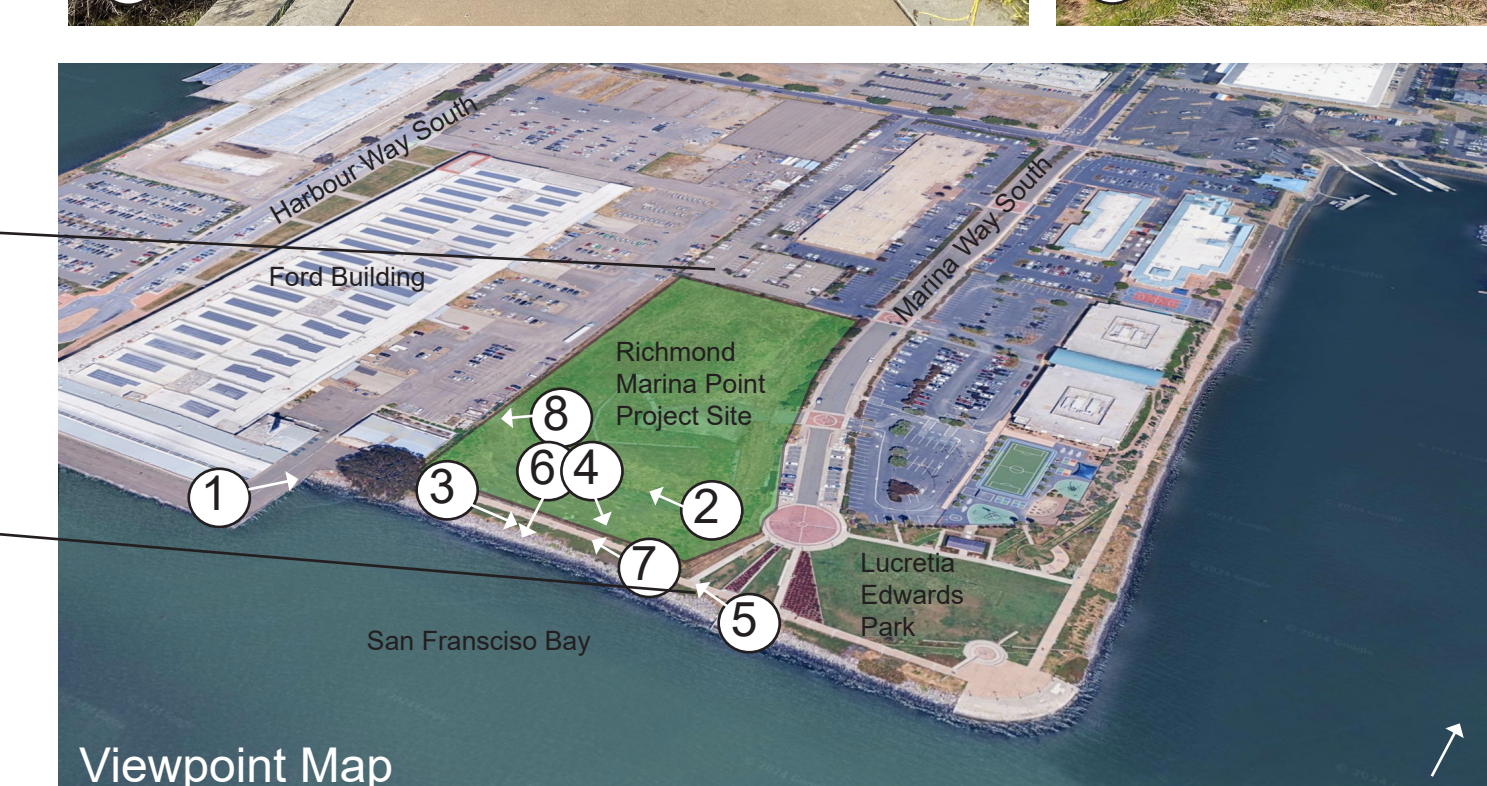 Harbour Way South
Marina Way South
Ford Building
Richmond
Marina Point
Project Site
8
6
4
3
1
2
7
5
Lucretia
Edwards
Park
San Fransciso Bay
Viewpoint Map